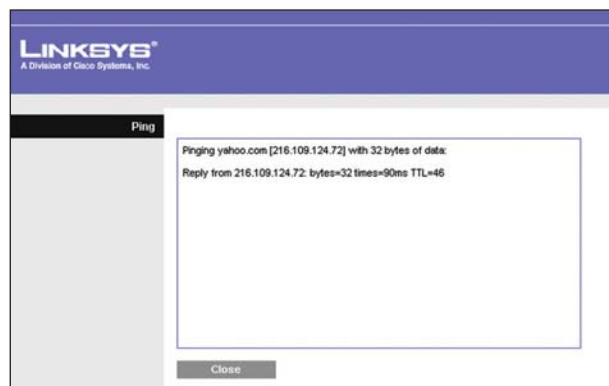 LINKSYS®
A Division of Cisco Systems, Inc.
Ping
Pinging yahoo.com [216.109.124.72] with 32 bytes of data:
Reply from 216.109.124.72: bytes=32 times=90ms TTL=46
Close